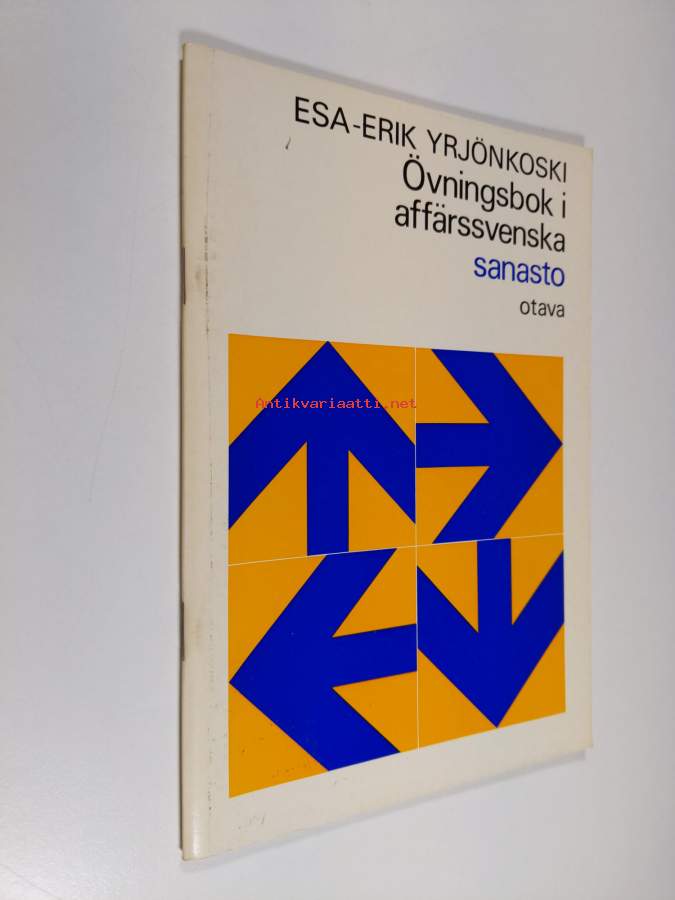 ESA-ERIK YRJÖNKOSKI
Övningsbok i
affärssvenska
sanasto
otava
Antikvariaatti.net